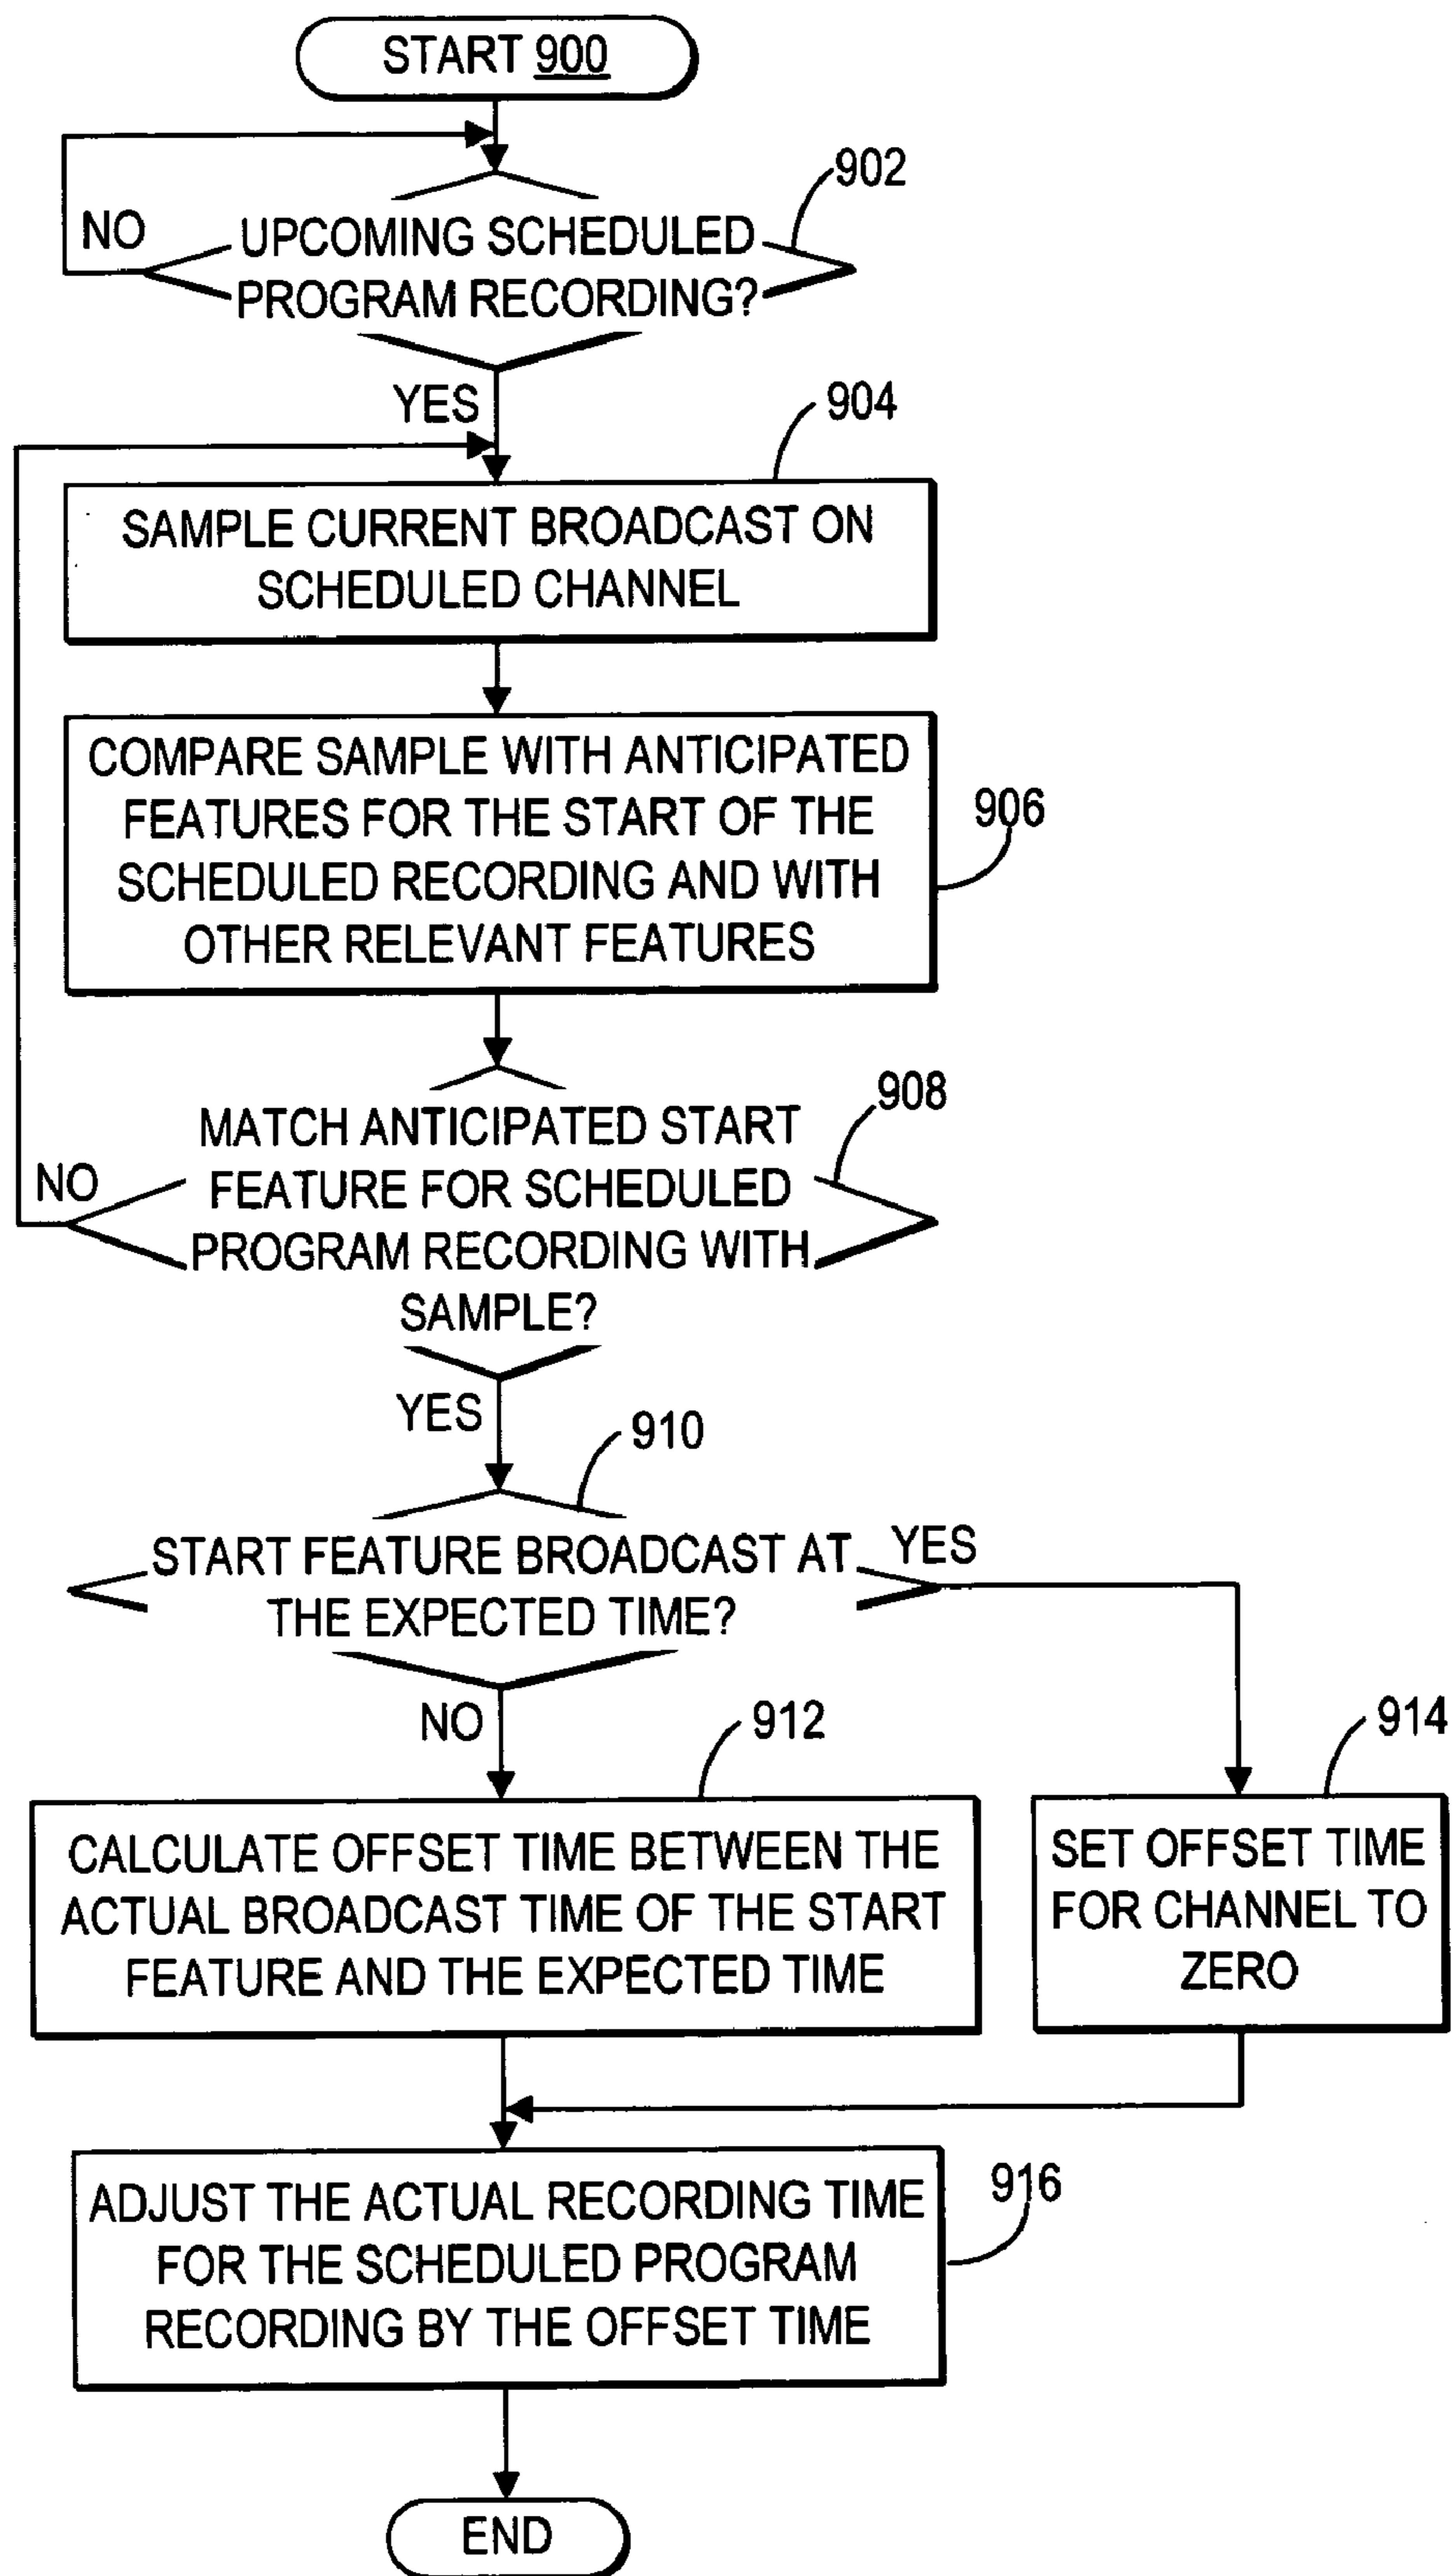 START 900
902
NO
UPCOMING SCHEDULED
PROGRAM RECORDING?
YES
904
SAMPLE CURRENT BROADCAST ON
SCHEDULED CHANNEL
COMPARE SAMPLE WITH ANTICIPATED
FEATURES FOR THE START OF THE
SCHEDULED RECORDING AND WITH
OTHER RELEVANT FEATURES
906
908
MATCH ANTICIPATED START
FEATURE FOR SCHEDULED
PROGRAM RECORDING WITH
SAMPLE?
NO
YES
910
START FEATURE BROADCAST AT
THE EXPECTED TIME?
YES
NO
912
914
CALCULATE OFFSET TIME BETWEEN THE
ACTUAL BROADCAST TIME OF THE START
FEATURE AND THE EXPECTED TIME
SET OFFSET TIME
FOR CHANNEL TO
ZERO
ADJUST THE ACTUAL RECORDING TIME
FOR THE SCHEDULED PROGRAM
RECORDING BY THE OFFSET TIME
916
END